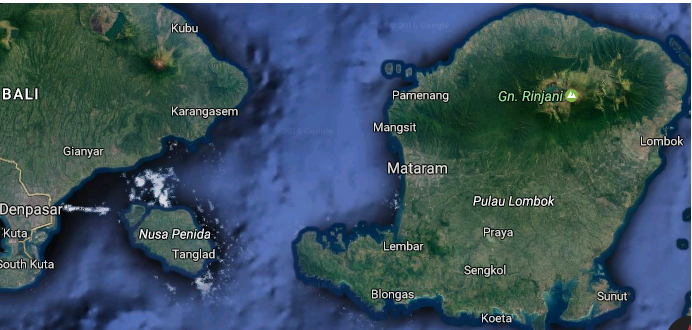 Kubu
BALI
Karangasem
Gianyar
Denpasar
Kuta
South Kuta
Nusa Penida
Tanglad
Pamenang
Gn. Rinjani
Mangsit
Lombok
Mataram
Pulau Lombok
Lembar
Praya
Sengkol
Blongas
Sunut
Koeta